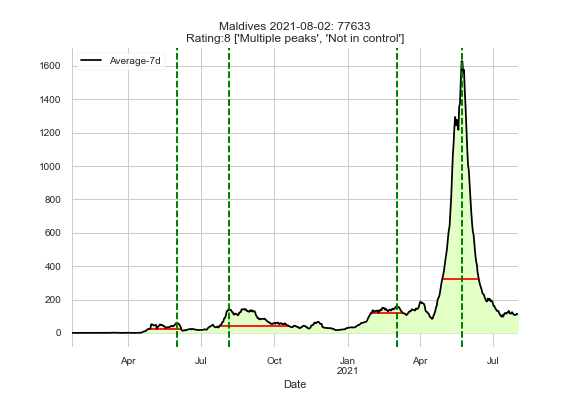 Maldives 2021-08-02: 77633
Rating:8 ['Multiple peaks', 'Not in control']
Average-7d
1600
1400
1200
1000
800
600
400
200
0
Apr Jul Oct Jan Apr Jul
2021
Date